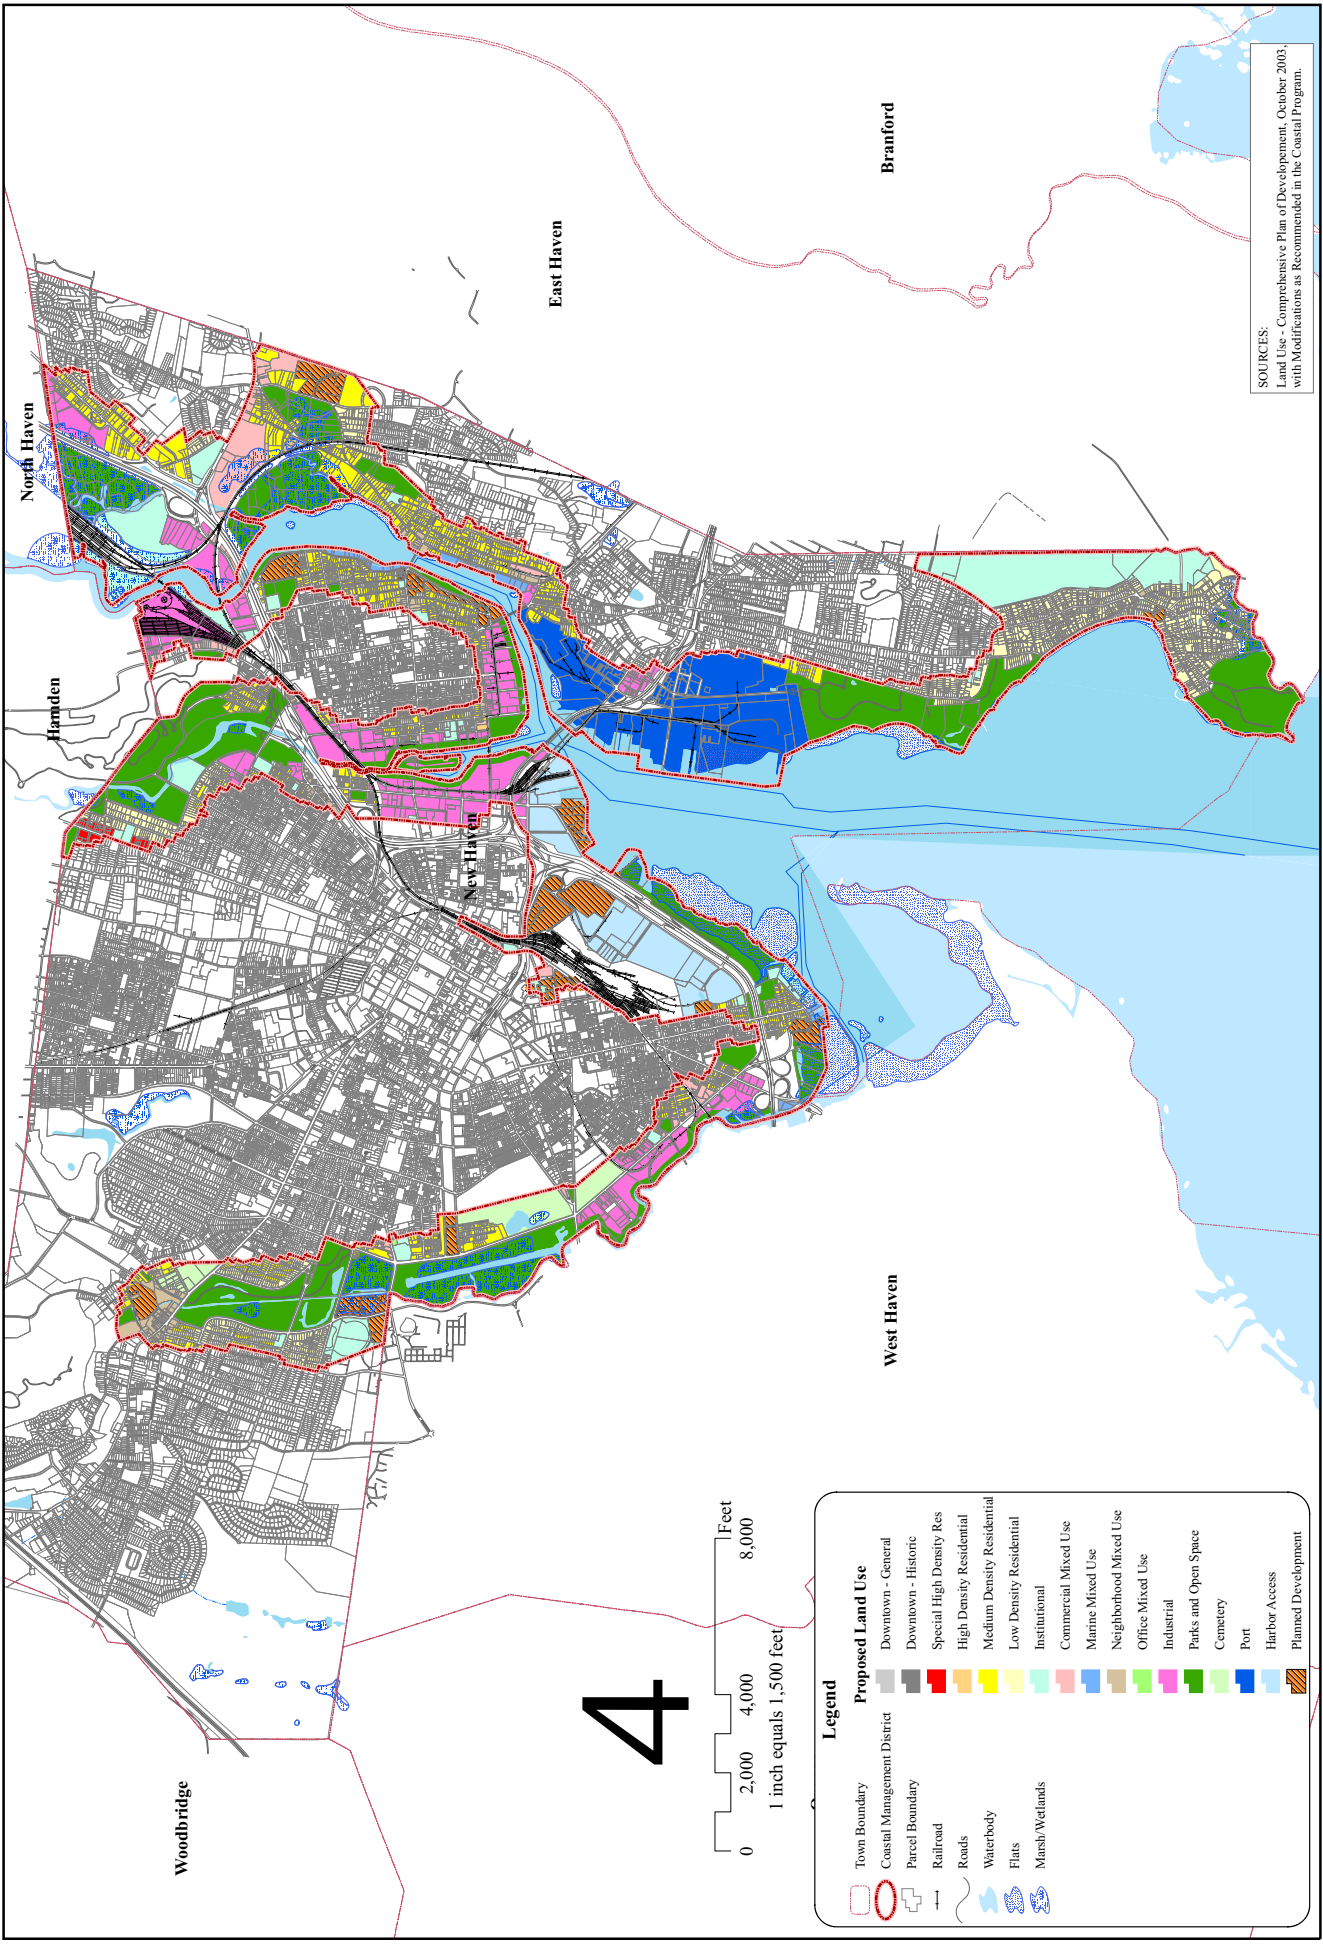 Woodbridge
Hamden
North Haven
East Haven
Branford
New Haven
West Haven
4
0
2,000
4,000
8,000
Feet
1 inch equals 1,500 feet
Legend
Town Boundary
Coastal Management District
Parcel Boundary
Railroad
Roads
Waterbody
Flats
Marsh/Wetlands
Proposed Land Use
Downtown - General
Downtown - Historic
Special High Density Res
High Density Residential
Medium Density Residential
Low Density Residential
Institutional
Commercial Mixed Use
Marine Mixed Use
Neighborhood Mixed Use
Office Mixed Use
Industrial
Parks and Open Space
Cemetery
Port
Harbor Access
Planned Development
SOURCES:
Land Use - Comprehensive Plan of Developement, October 2003,
with Modifications as Recommended in the Coastal Program.